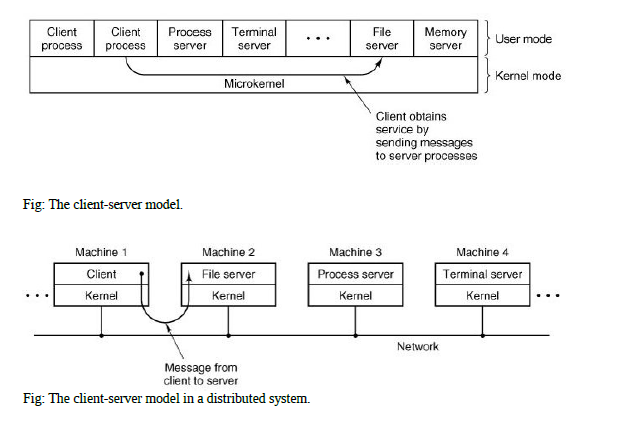 Client process
Client process
Process server
Terminal server
. . .
File server
Memory server
User mode
Microkernel
Kernel mode
Client obtains
service by
sending messages
to server processes
Fig: The client-server model.
Machine 1
Machine 2
Machine 3
Machine 4
Client
File server
Process server
Terminal server
. . .
Kernel
Kernel
Kernel
Kernel
. . .
Network
Message from
client to server
Fig: The client-server model in a distributed system.